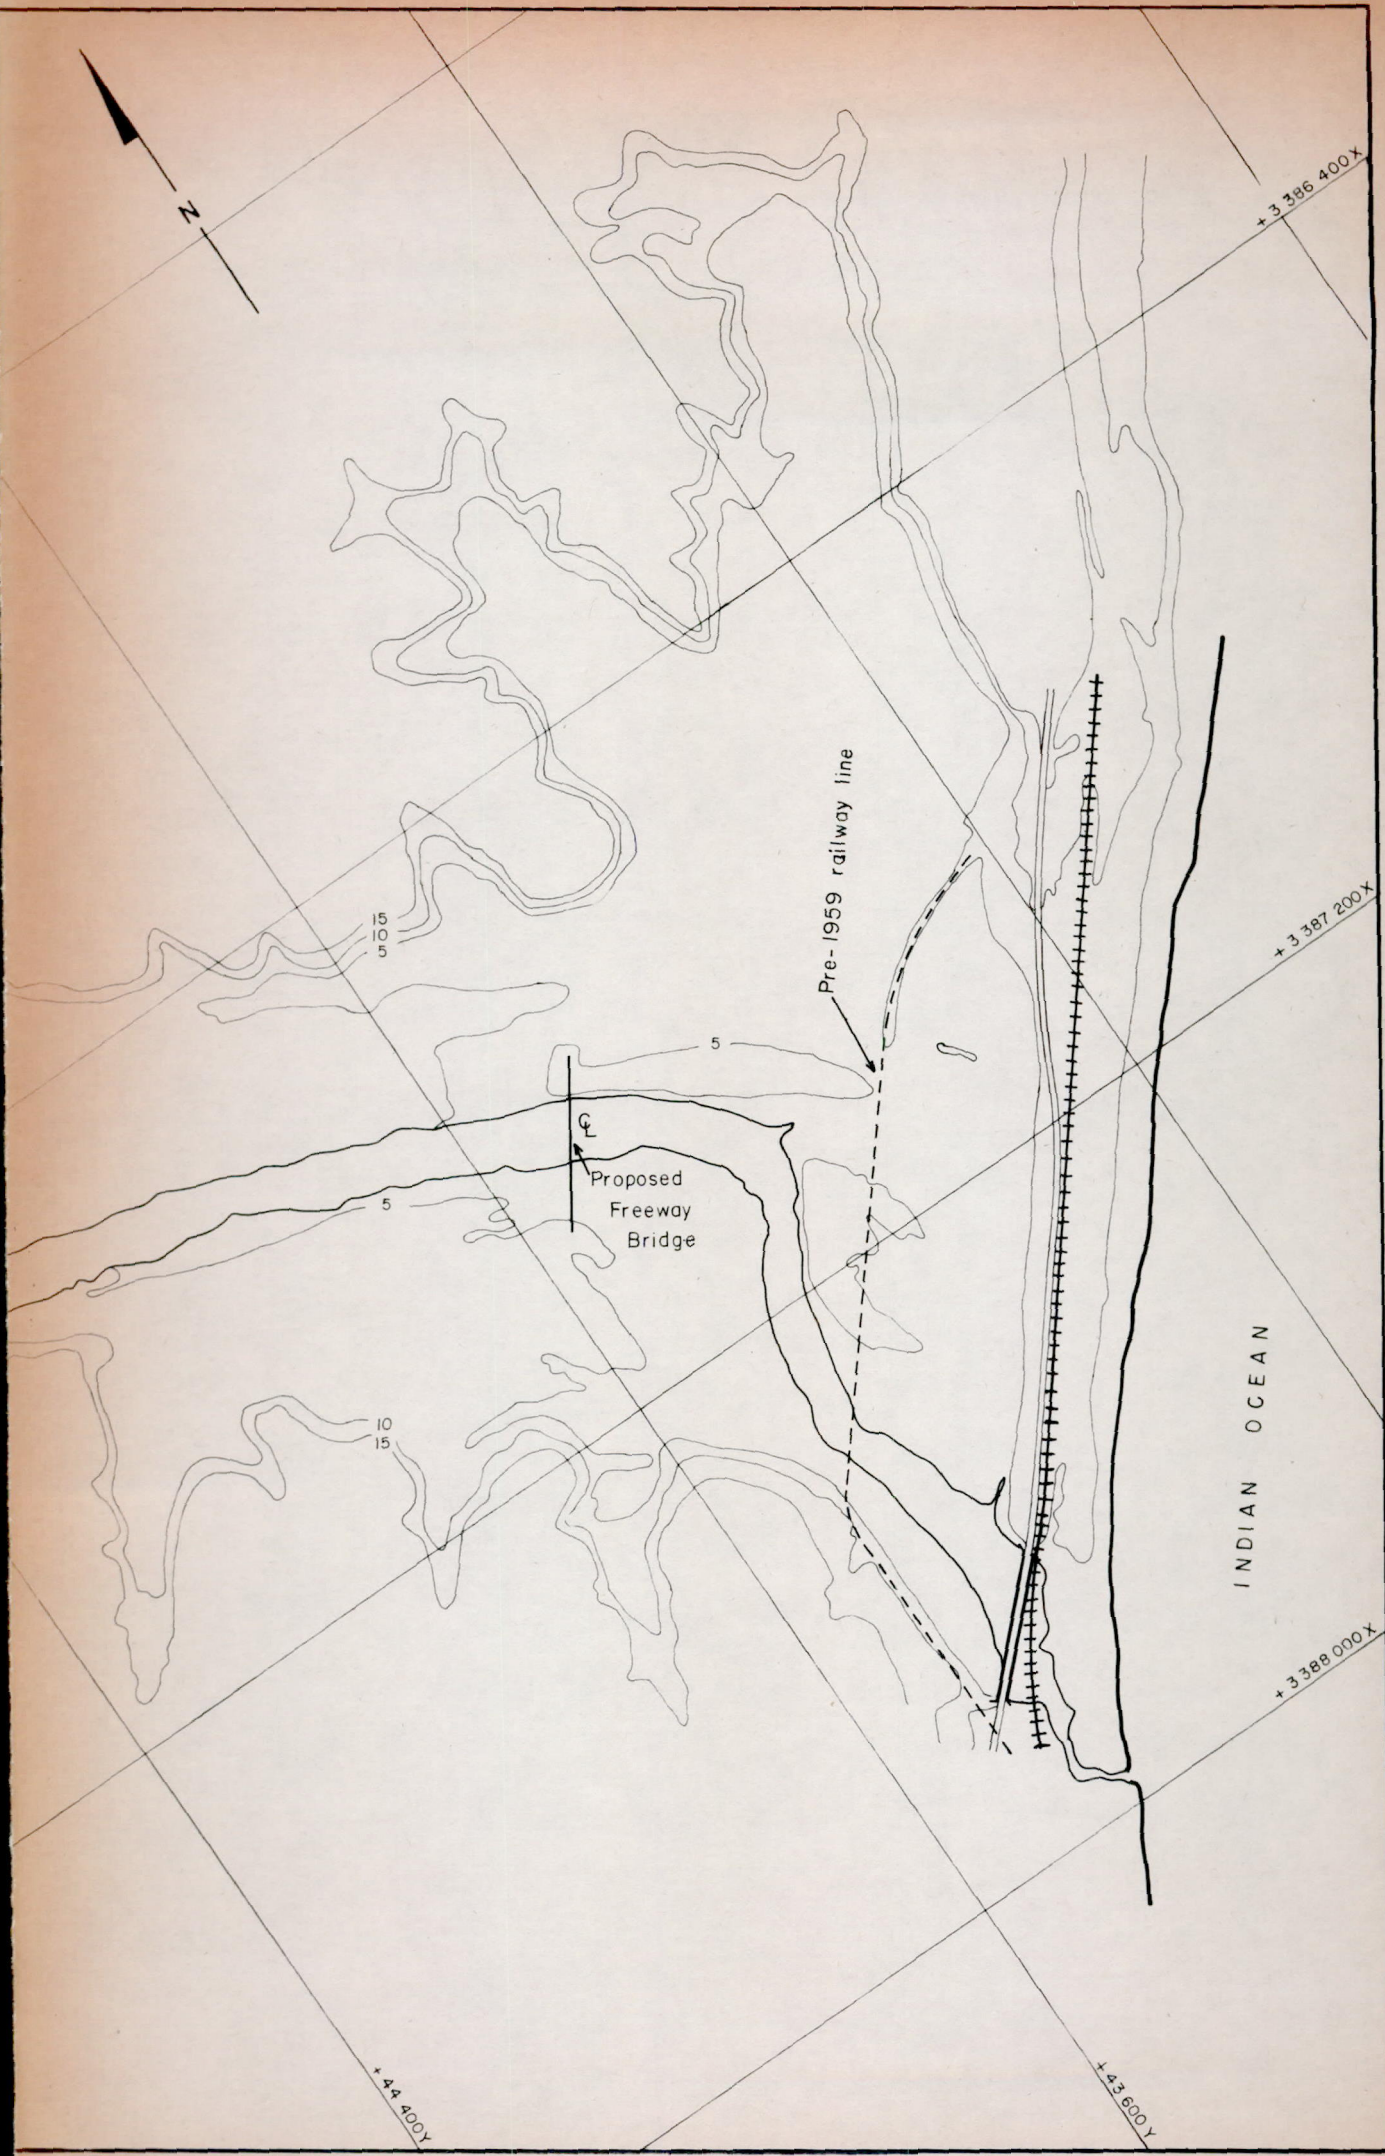 N
+ 3 386 400 X
Pre-1959 railway line
+ 3 387 200 X
15
10
5
5
℄
Proposed
Freeway
Bridge
5
INDIAN OCEAN
10
15
+ 3 388 000 X
+ 44 400 Y
+ 43 600 Y